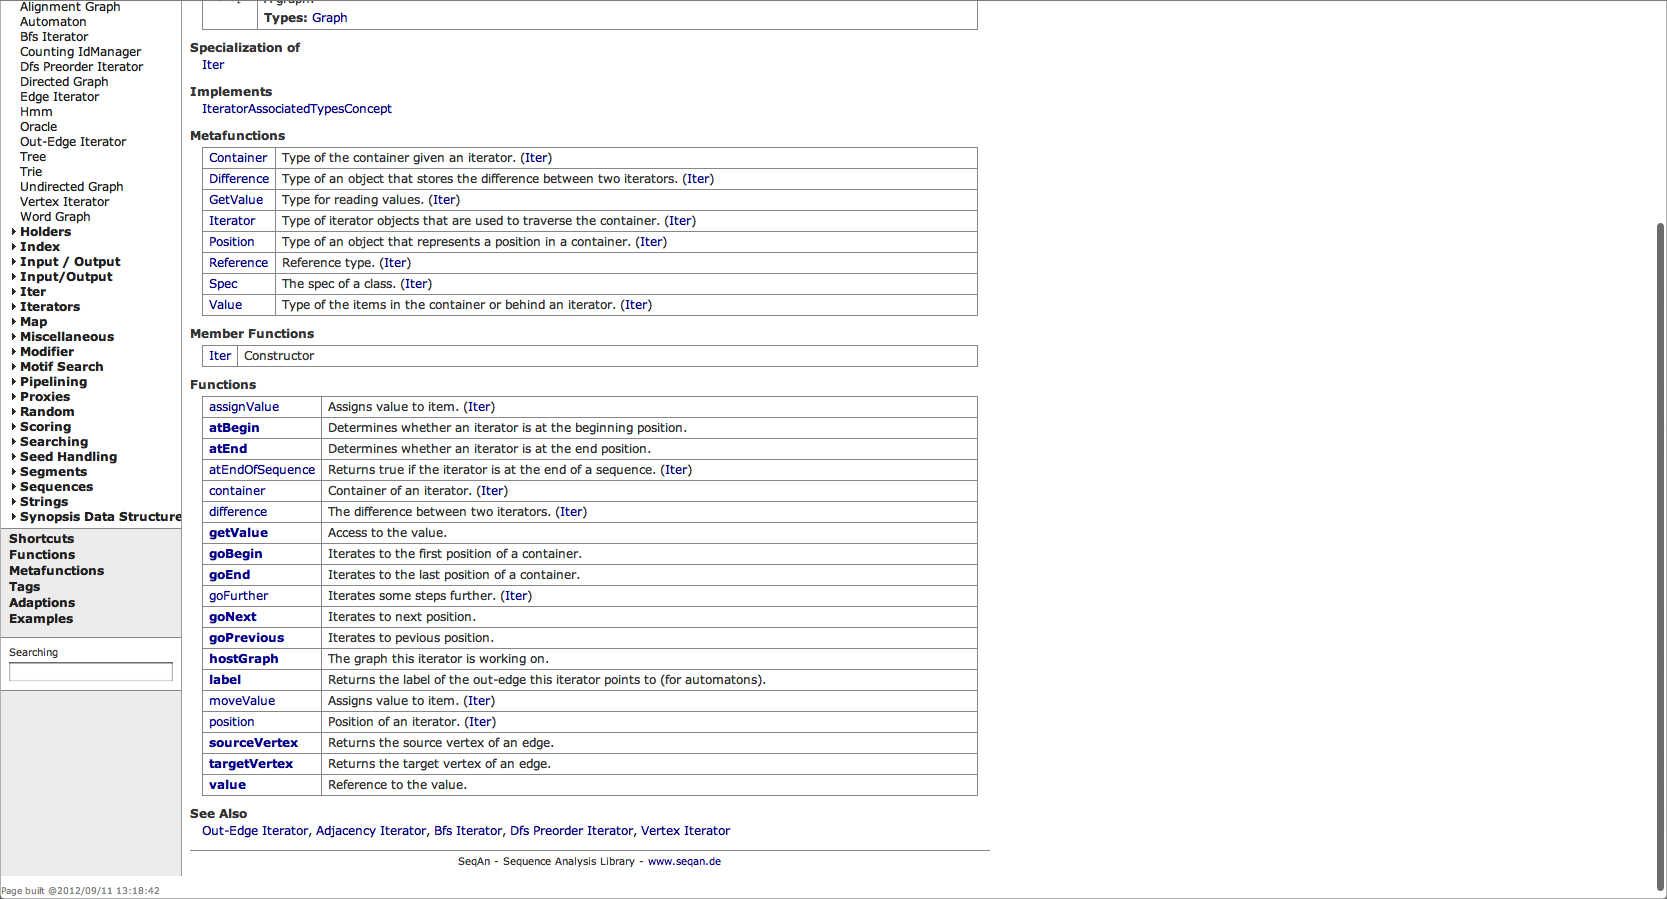 Alignment Graph
Automaton
Bfs Iterator
Counting IdManager
Dfs Preorder Iterator
Directed Graph
Edge Iterator
Hmm
Oracle
Out-Edge Iterator
Tree
Trie
Undirected Graph
Vertex Iterator
Word Graph
Holders
Index
Input / Output
Input/Output
Iter
Iterators
Map
Miscellaneous
Modifier
Motif Search
Pipelining
Proxies
Random
Scoring
Searching
Seed Handling
Segments
Sequences
Strings
Synopsis Data Structure
Shortcuts
Functions
Metafunctions
Tags
Adaptions
Examples
Searching
Page built @2012/09/11 13:18:42
Types: Graph
Specialization of
Iter
Implements
IteratorAssociatedTypesConcept
Metafunctions
Container Type of the container given an iterator. (Iter)
Difference Type of an object that stores the difference between two iterators. (Iter)
GetValue Type for reading values. (Iter)
Iterator Type of iterator objects that are used to traverse the container. (Iter)
Position Type of an object that represents a position in a container. (Iter)
Reference Reference type. (Iter)
Spec The spec of a class. (Iter)
Value Type of the items in the container or behind an iterator. (Iter)
Member Functions
Iter Constructor
Functions
assignValue Assigns value to item. (Iter)
atBegin Determines whether an iterator is at the beginning position.
atEnd Determines whether an iterator is at the end position.
atEndOfSequence Returns true if the iterator is at the end of a sequence. (Iter)
container Container of an iterator. (Iter)
difference The difference between two iterators. (Iter)
getValue Access to the value.
goBegin Iterates to the first position of a container.
goEnd Iterates to the last position of a container.
goFurther Iterates some steps further. (Iter)
goNext Iterates to next position.
goPrevious Iterates to pevious position.
hostGraph The graph this iterator is working on.
label Returns the label of the out-edge this iterator points to (for automatons).
moveValue Assigns value to item. (Iter)
position Position of an iterator. (Iter)
sourceVertex Returns the source vertex of an edge.
targetVertex Returns the target vertex of an edge.
value Reference to the value.
See Also
Out-Edge Iterator, Adjacency Iterator, Bfs Iterator, Dfs Preorder Iterator, Vertex Iterator
SeqAn - Sequence Analysis Library - www.seqan.de